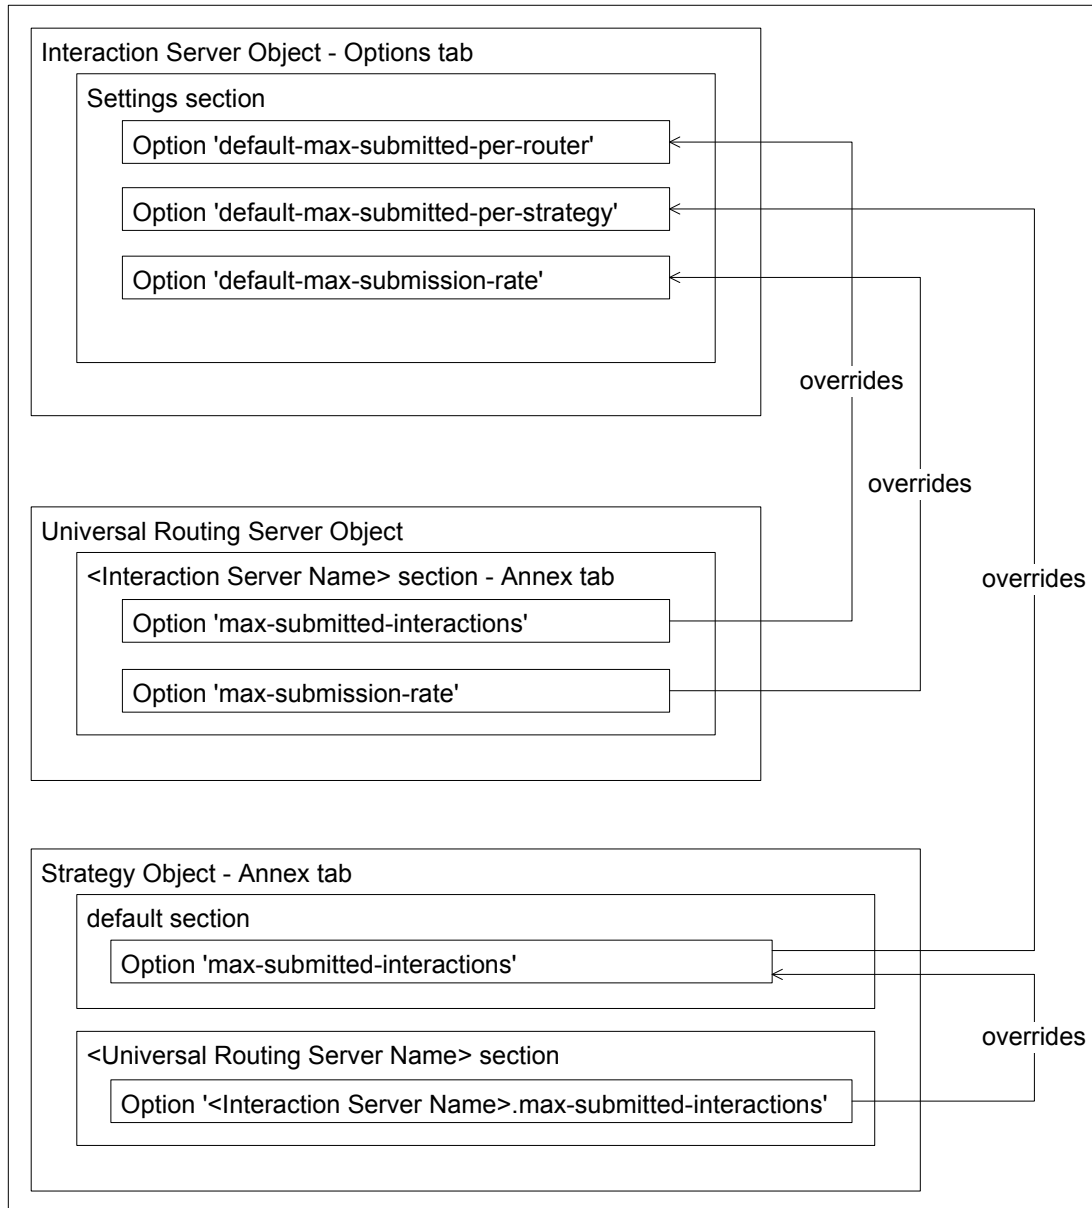 Interaction Server Object - Options tab
Settings section
Option 'default-max-submitted-per-router'
Option 'default-max-submitted-per-strategy'
Option 'default-max-submission-rate'
overrides
overrides
Universal Routing Server Object
<Interaction Server Name> section - Annex tab
overrides
Option 'max-submitted-interactions'
Option 'max-submission-rate'
Strategy Object - Annex tab
default section
Option 'max-submitted-interactions'
overrides
<Universal Routing Server Name> section
Option '<Interaction Server Name>.max-submitted-interactions'